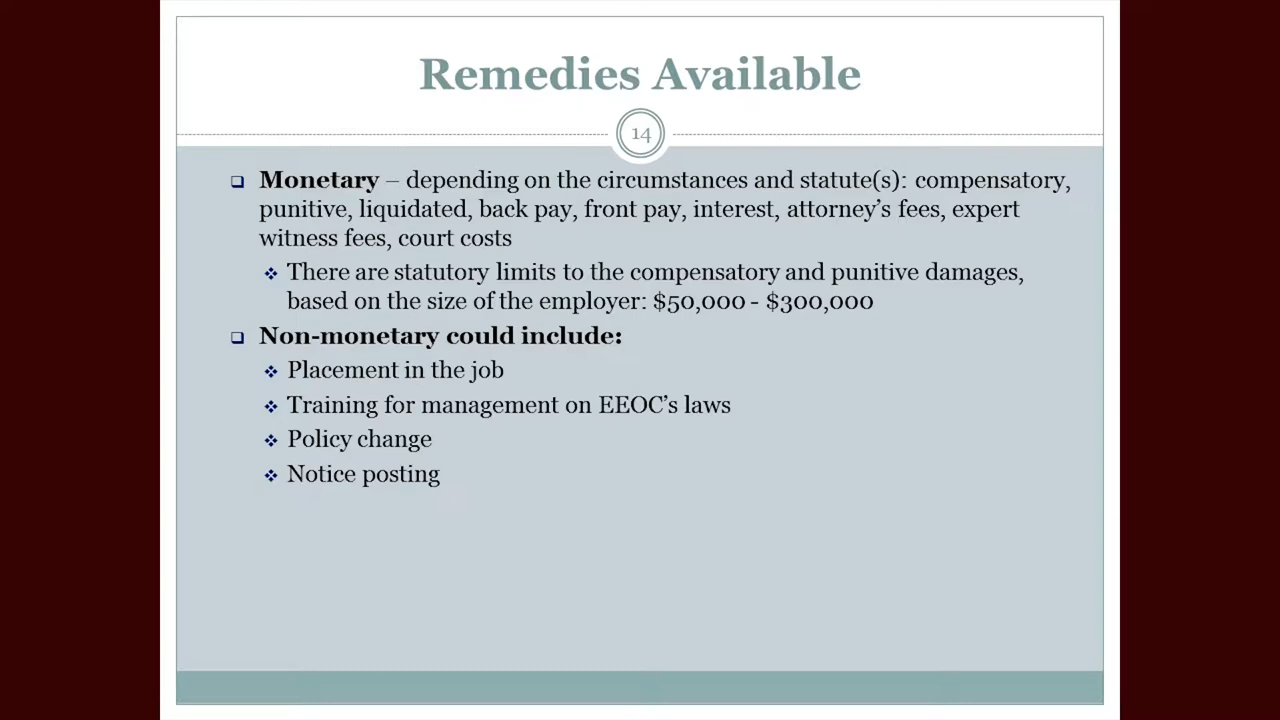 Remedies Available
14
Monetary – depending on the circumstances and statute(s): compensatory,
punitive, liquidated, back pay, front pay, interest, attorney’s fees, expert
witness fees, court costs
There are statutory limits to the compensatory and punitive damages,
based on the size of the employer: $50,000 - $300,000
Non-monetary could include:
Placement in the job
Training for management on EEOC’s laws
Policy change
Notice posting